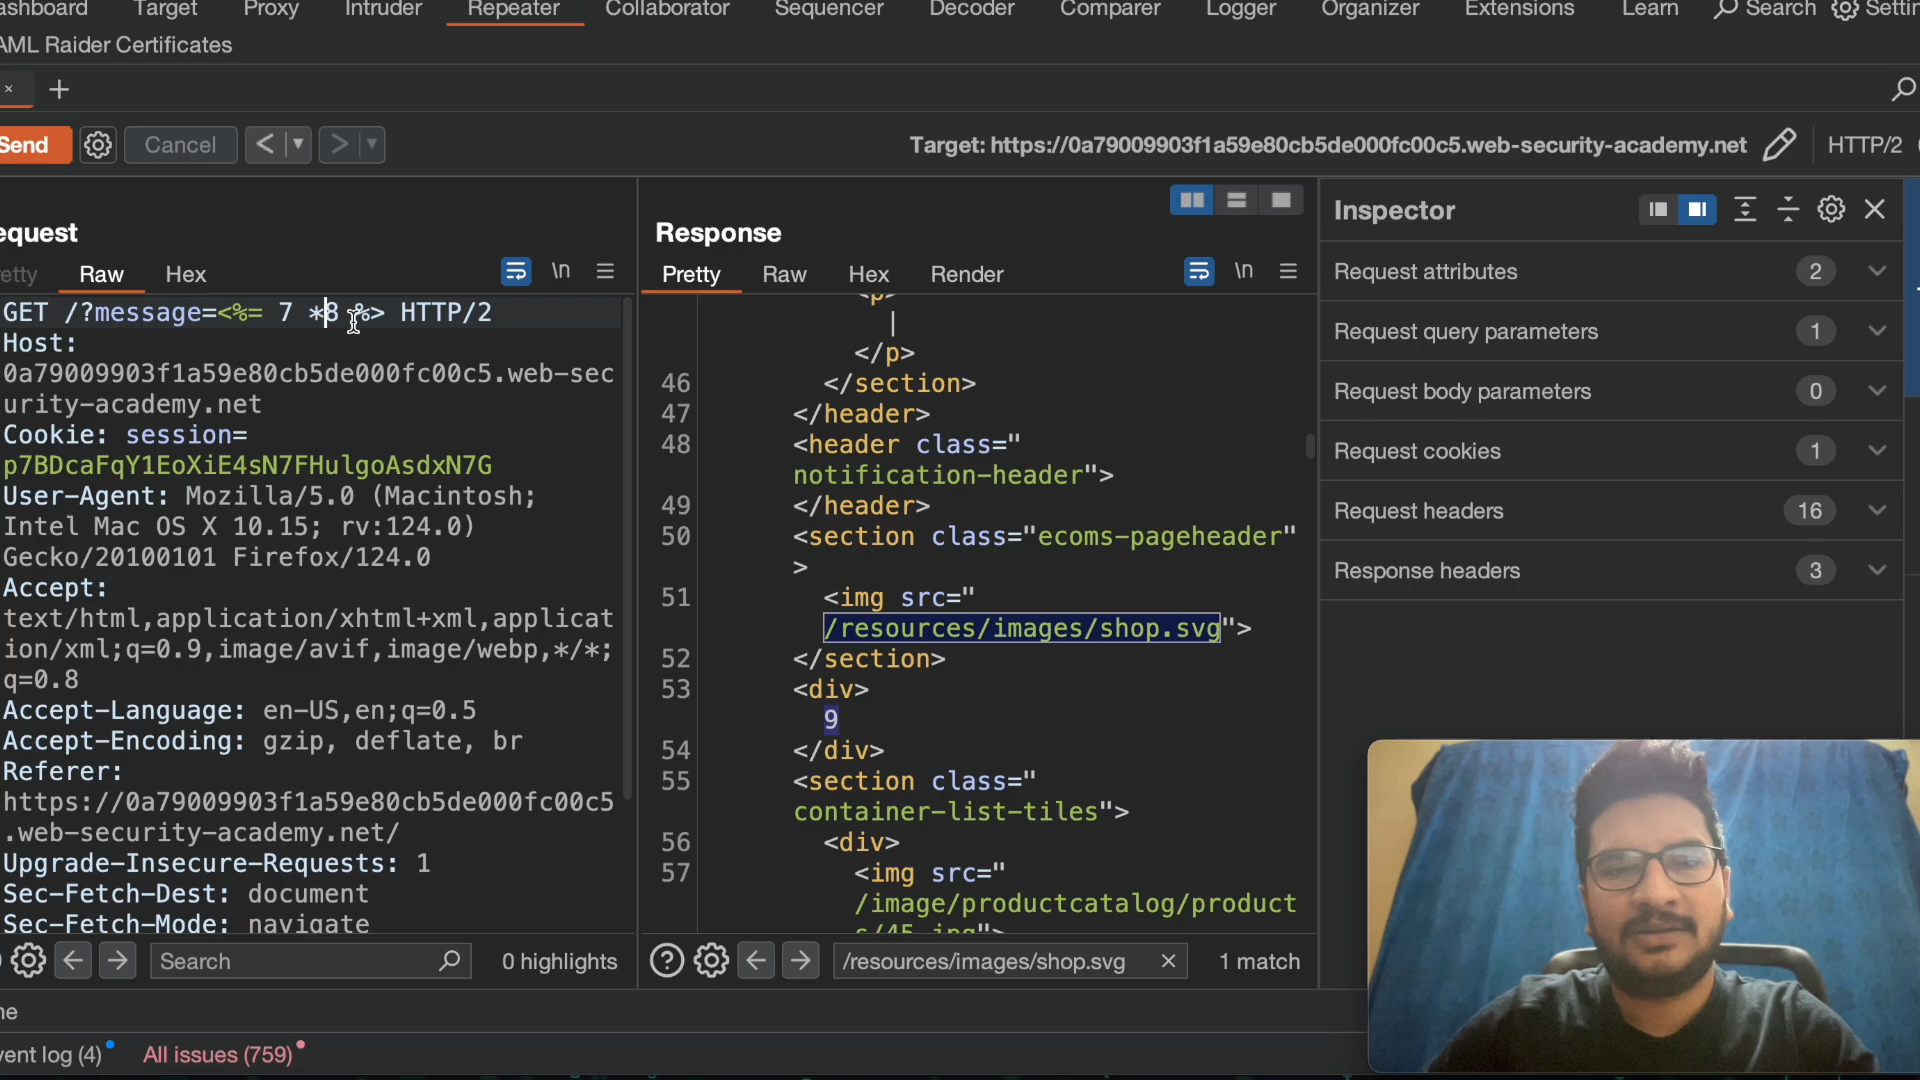 ashboard Target Proxy Intruder Repeater Collaborator Sequencer Decoder Comparer Logger Organizer Extensions Learn Search Settin
AML Raider Certificates
× +
Send Cancel < > Target: https://0a79009903f1a59e80cb5de000fc00c5.web-security-academy.net HTTP/2
equest
etty Raw Hex \n
GET /?message=<%= 7 *8 %> HTTP/2
Host:
0a79009903f1a59e80cb5de000fc00c5.web-sec
urity-academy.net
Cookie: session=
p7BDcaFqY1EoXiE4sN7FHulgoAsdxN7G
User-Agent: Mozilla/5.0 (Macintosh;
Intel Mac OS X 10.15; rv:124.0)
Gecko/20100101 Firefox/124.0
Accept:
text/html,application/xhtml+xml,applicat
ion/xml;q=0.9,image/avif,image/webp,*/*;
q=0.8
Accept-Language: en-US,en;q=0.5
Accept-Encoding: gzip, deflate, br
Referer:
https://0a79009903f1a59e80cb5de000fc00c5
.web-security-academy.net/
Upgrade-Insecure-Requests: 1
Sec-Fetch-Dest: document
Sec-Fetch-Mode: navigate
Search 0 highlights
Response
Pretty Raw Hex Render \n
<p>
|
</p>
46 </section>
47 </header>
48 <header class="
notification-header">
49 </header>
50 <section class="ecoms-pageheader"
>
51 <img src="
/resources/images/shop.svg">
52 </section>
53 <div>
9
54 </div>
55 <section class="
container-list-tiles">
56 <div>
57 <img src="
/image/productcatalog/product
s/45.jpg">
/resources/images/shop.svg × 1 match
Inspector
Request attributes 2
Request query parameters 1
Request body parameters 0
Request cookies 1
Request headers 16
Response headers 3
ne
vent log (4) All issues (759)